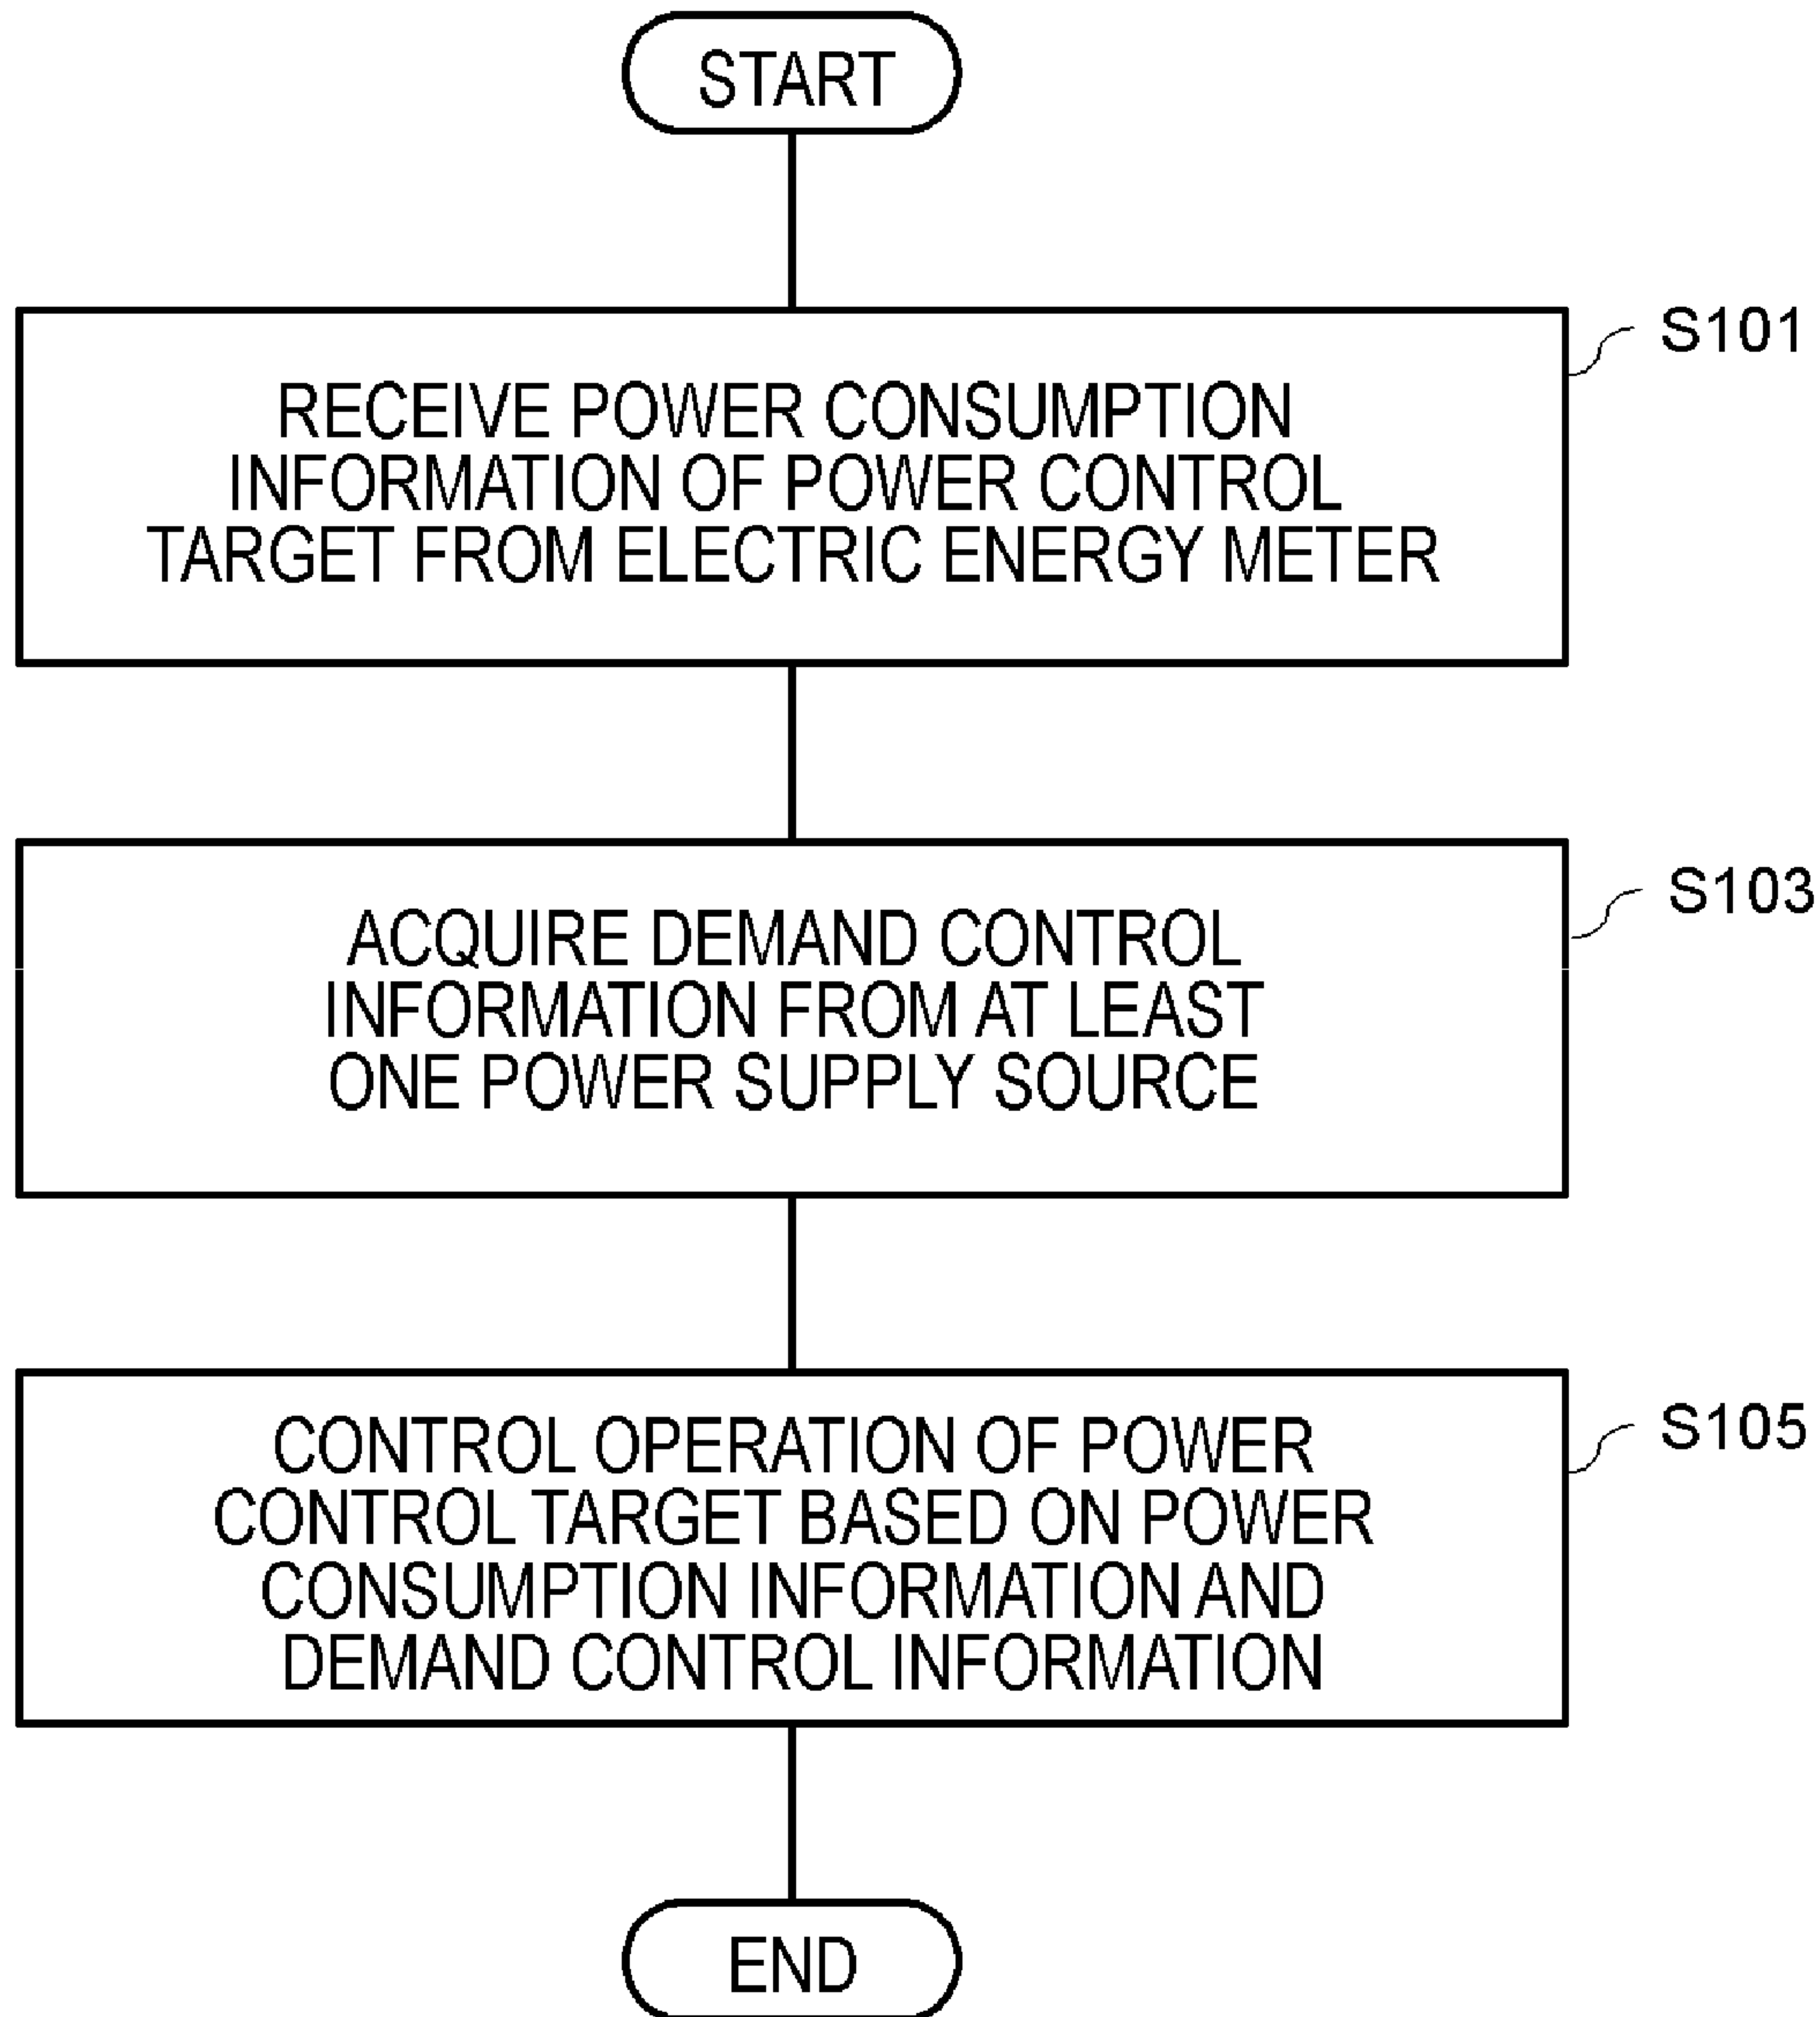 START
S101
RECEIVE POWER CONSUMPTION
INFORMATION OF POWER CONTROL
TARGET FROM ELECTRIC ENERGY METER
S103
ACQUIRE DEMAND CONTROL
INFORMATION FROM AT LEAST
ONE POWER SUPPLY SOURCE
S105
CONTROL OPERATION OF POWER
CONTROL TARGET BASED ON POWER
CONSUMPTION INFORMATION AND
DEMAND CONTROL INFORMATION
END